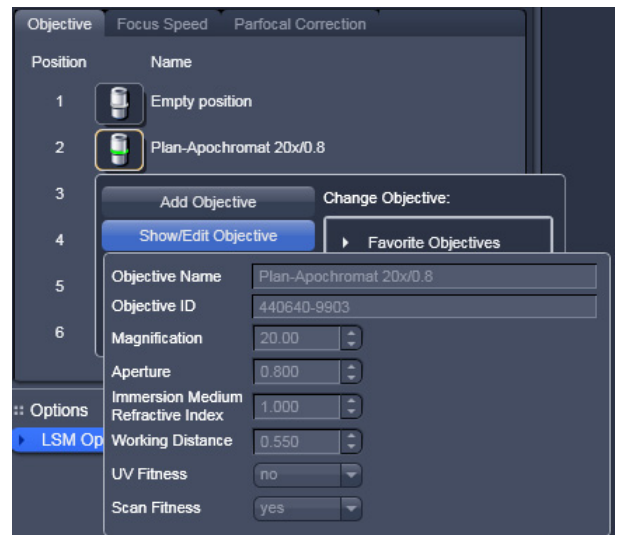 Objective Focus Speed Parfocal Correction
Position Name
1 Empty position
2 Plan-Apochromat 20x/0.8
3 Add Objective Change Objective:
4 Show/Edit Objective Favorite Objectives
5
6
Objective Name Plan-Apochromat 20x/0.8
Objective ID 440640-9903
Magnification 20.00
Aperture 0.800
Immersion Medium
Refractive Index 1.000
Working Distance 0.550
UV Fitness no
Scan Fitness yes
Options
LSM Op